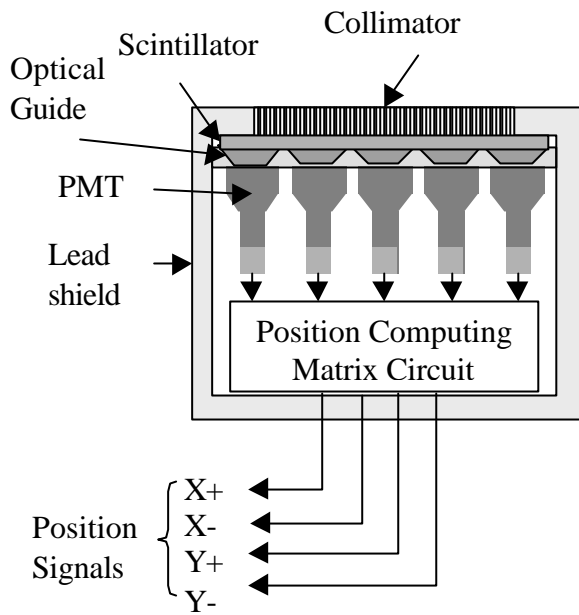 Collimator
Scintillator
Optical
Guide
PMT
Lead
shield
Position Computing
Matrix Circuit
X+
X-
Y+
Y-
Position
Signals